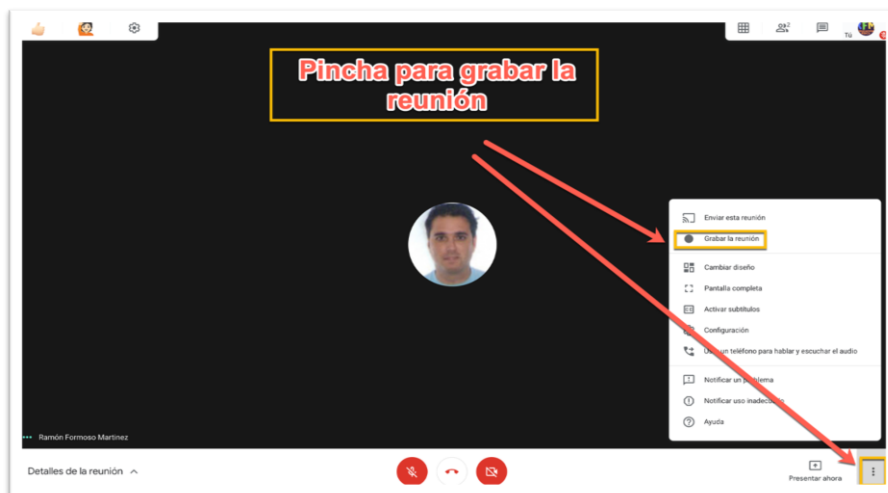 2
Tú
Pincha para grabar la
reunión
Enviar esta reunión
Grabar la reunión
Cambiar diseño
Pantalla completa
Activar subtítulos
Configuración
un teléfono para hablar y escuchar el audio
Notificar un problema
Notificar uso inadecuado
Ayuda
Ramón Formoso Martinez
Detalles de la reunión
Presentar ahora